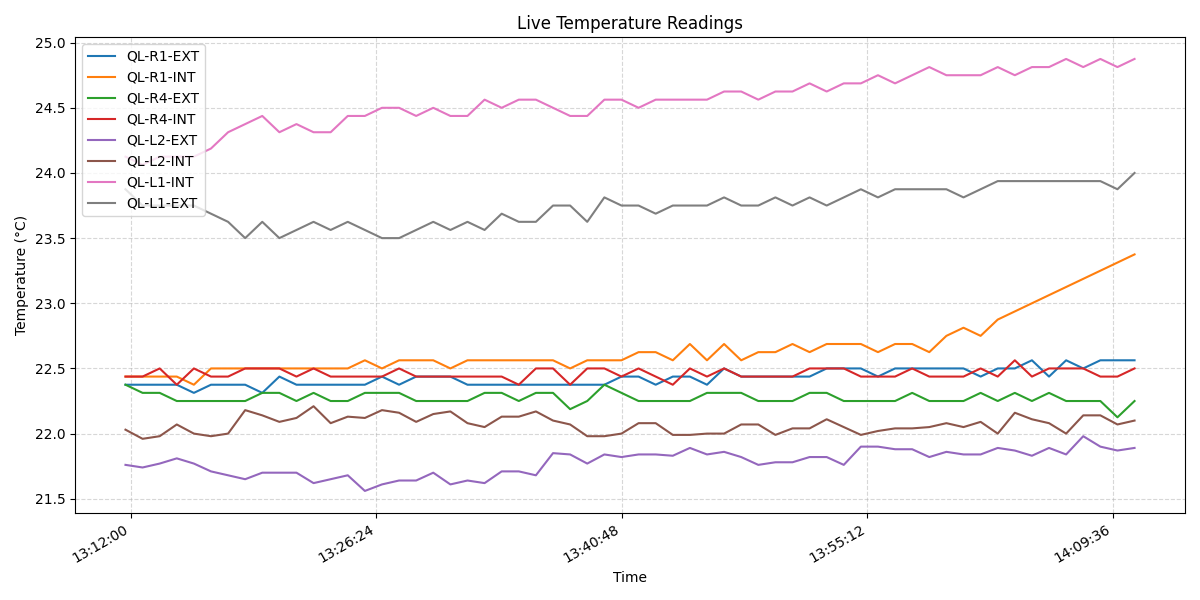 Live Temperature Readings
QL-R1-EXT
QL-R1-INT
QL-R4-EXT
QL-R4-INT
QL-L2-EXT
QL-L2-INT
QL-L1-INT
QL-L1-EXT
Temperature (°C)
25.0
24.5
24.0
23.5
23.0
22.5
22.0
21.5
13:12:00
13:26:24
13:40:48
13:55:12
14:09:36
Time